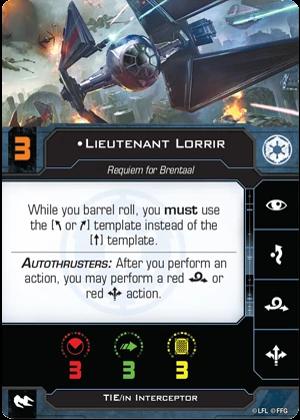 3
•Lieutenant Lorrir
Requiem for Brentaal
While you barrel roll, you must use
the [↖ or ↗] template instead of the
[↑] template.
Autothrusters: After you perform an
action, you may perform a red or
red action.
3 3 3
TIE/in Interceptor
©LFL ©FFG